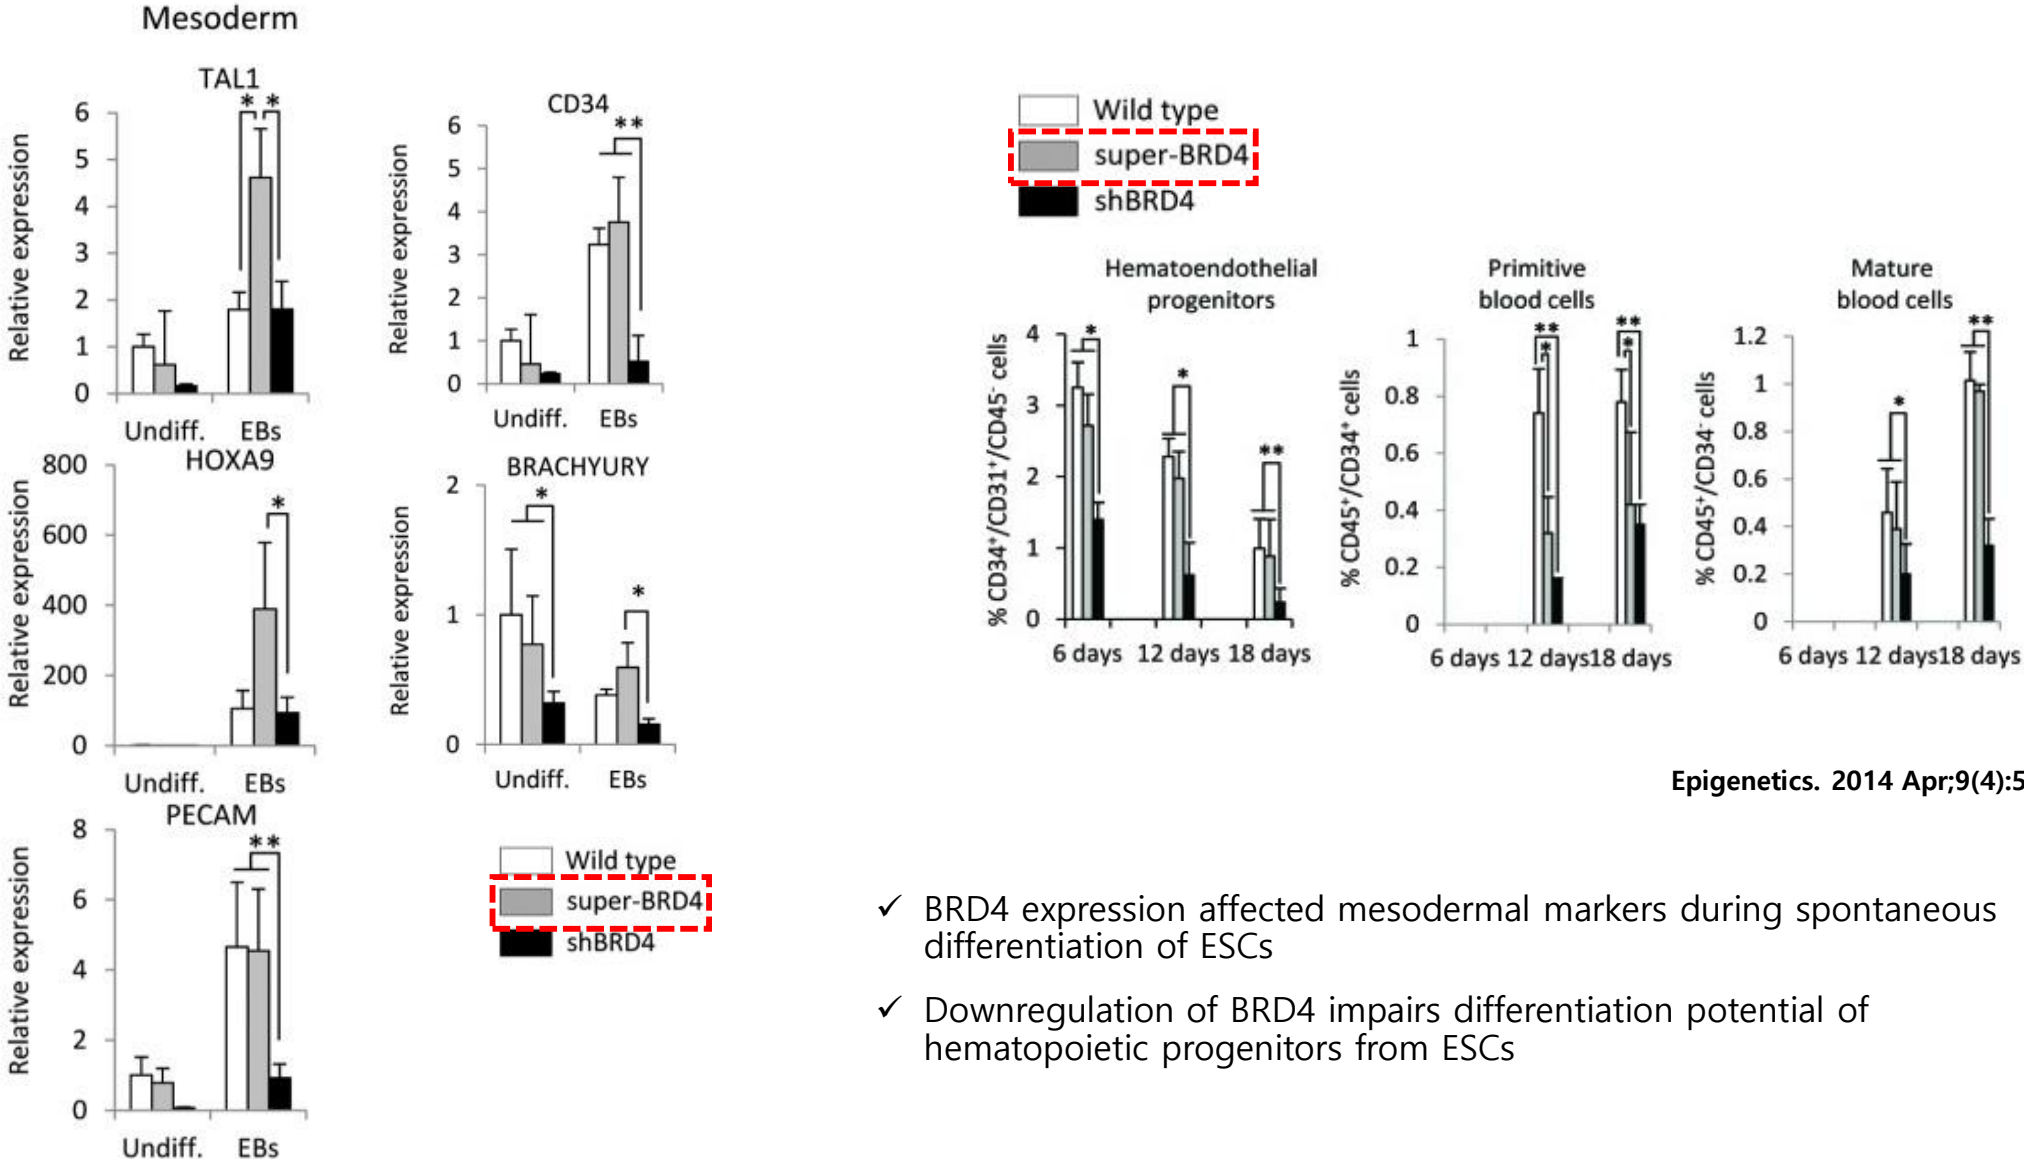 Mesoderm
TAL1
* *
Relative expression
6
5
4
3
2
1
0
Undiff. EBs
CD34
**
Relative expression
6
5
4
3
2
1
0
Undiff. EBs
HOXA9
*
Relative expression
800
600
400
200
0
Undiff. EBs
BRACHYURY
*
*
Relative expression
2
1
0
Undiff. EBs
PECAM
**
Relative expression
8
6
4
2
0
Undiff. EBs
Wild type
super-BRD4
shBRD4
Wild type
super-BRD4
shBRD4
Hematoendothelial
progenitors
*
*
**
% CD34⁺/CD31⁺/CD45⁻ cells
4
3
2
1
0
6 days 12 days 18 days
Primitive
blood cells
** **
* *
% CD45⁺/CD34⁺ cells
1
0.8
0.6
0.4
0.2
0
6 days 12 days18 days
Mature
blood cells
**
*
% CD45⁺/CD34⁻ cells
1.2
1
0.8
0.6
0.4
0.2
0
6 days 12 days18 days
Epigenetics. 2014 Apr;9(4):5
✓ BRD4 expression affected mesodermal markers during spontaneous
differentiation of ESCs
✓ Downregulation of BRD4 impairs differentiation potential of
hematopoietic progenitors from ESCs